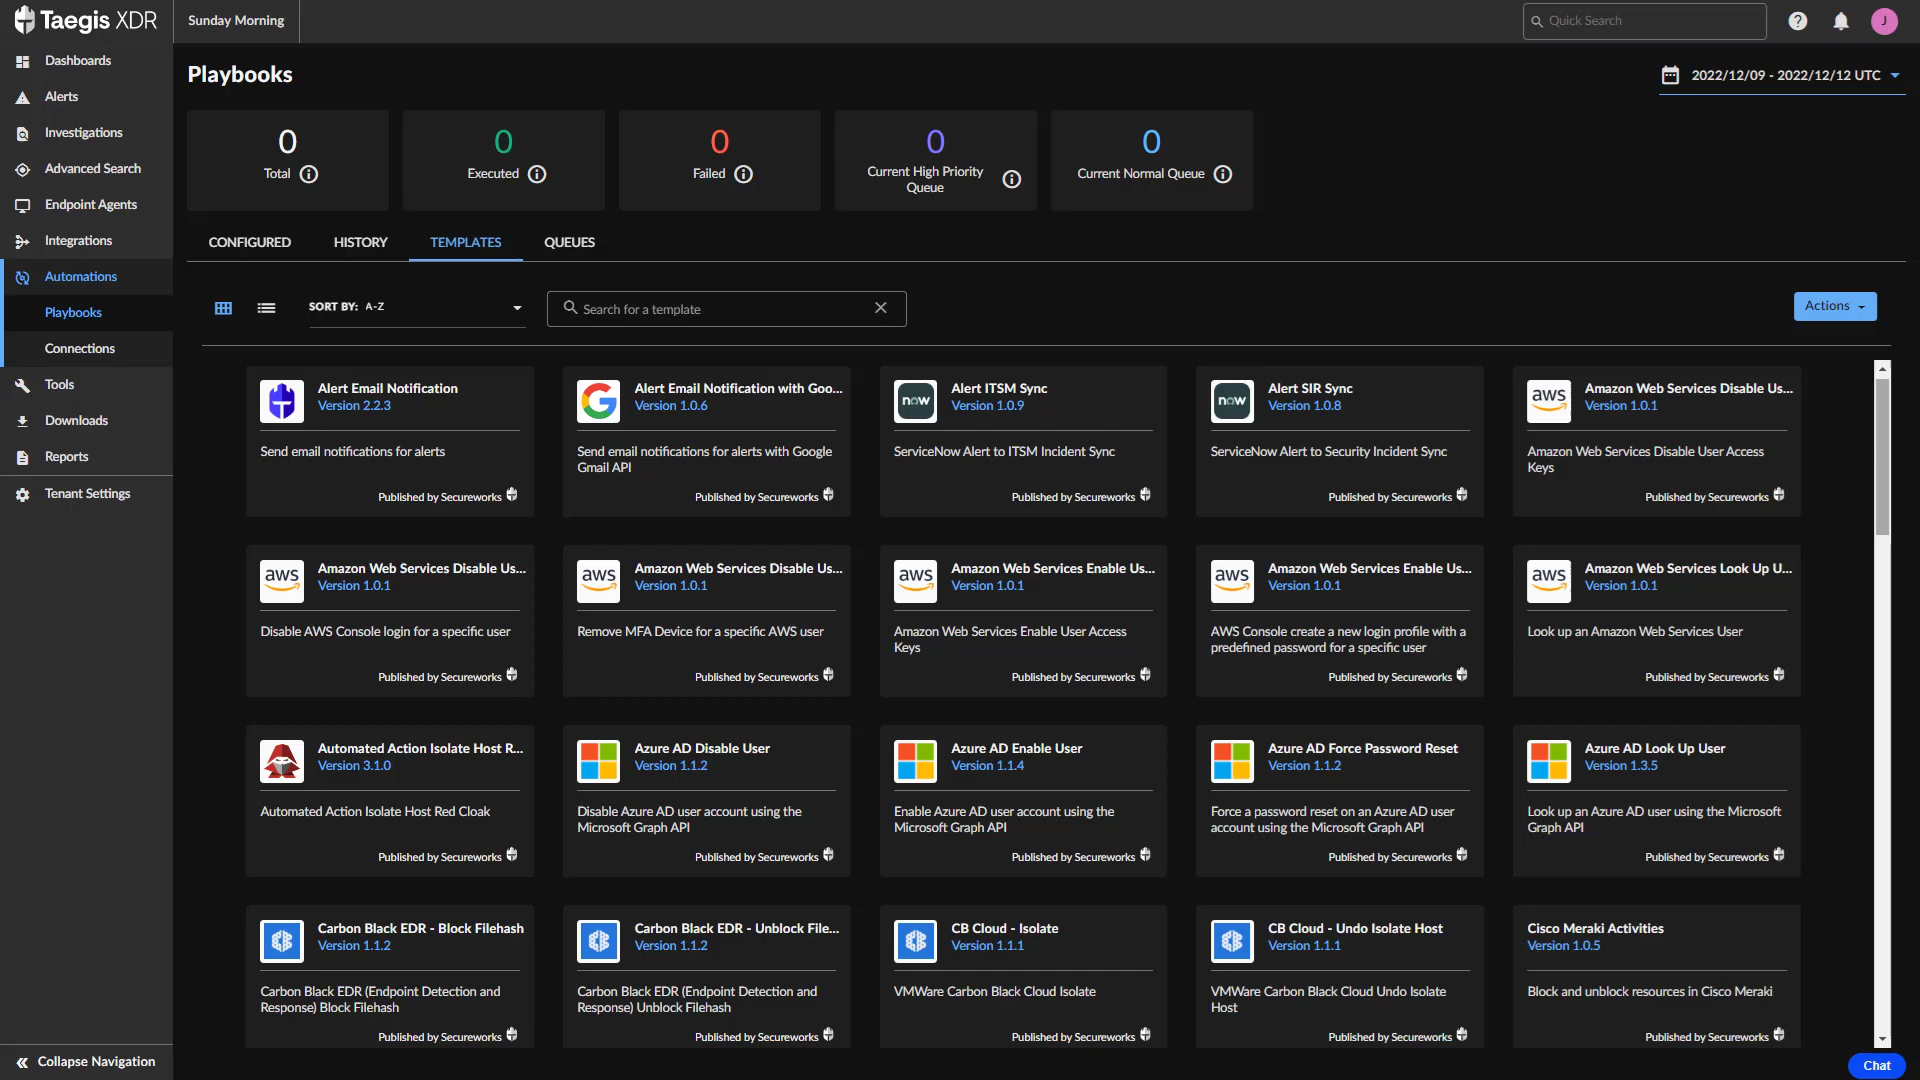 Taegis XDR
Sunday Morning
Quick Search
J
Dashboards
Alerts
Investigations
Advanced Search
Endpoint Agents
Integrations
Automations
Playbooks
Connections
Tools
Downloads
Reports
Tenant Settings
Collapse Navigation
Playbooks
2022/12/09 - 2022/12/12 UTC
0
Total
0
Executed
0
Failed
0
Current High Priority
Queue
0
Current Normal Queue
CONFIGURED
HISTORY
TEMPLATES
QUEUES
SORT BY: A-Z
Search for a template
Actions
Alert Email Notification
Version 2.2.3
Send email notifications for alerts
Published by Secureworks
Alert Email Notification with Goo...
Version 1.0.6
Send email notifications for alerts with Google
Gmail API
Published by Secureworks
now
Alert ITSM Sync
Version 1.0.9
ServiceNow Alert to ITSM Incident Sync
Published by Secureworks
now
Alert SIR Sync
Version 1.0.8
ServiceNow Alert to Security Incident Sync
Published by Secureworks
aws
Amazon Web Services Disable Us...
Version 1.0.1
Amazon Web Services Disable User Access
Keys
Published by Secureworks
aws
Amazon Web Services Disable Us...
Version 1.0.1
Disable AWS Console login for a specific user
Published by Secureworks
aws
Amazon Web Services Disable Us...
Version 1.0.1
Remove MFA Device for a specific AWS user
Published by Secureworks
aws
Amazon Web Services Enable Us...
Version 1.0.1
Amazon Web Services Enable User Access
Keys
Published by Secureworks
aws
Amazon Web Services Enable Us...
Version 1.0.1
AWS Console create a new login profile with a
predefined password for a specific user
Published by Secureworks
aws
Amazon Web Services Look Up U...
Version 1.0.1
Look up an Amazon Web Services User
Published by Secureworks
Automated Action Isolate Host R...
Version 3.1.0
Automated Action Isolate Host Red Cloak
Published by Secureworks
Azure AD Disable User
Version 1.1.2
Disable Azure AD user account using the
Microsoft Graph API
Published by Secureworks
Azure AD Enable User
Version 1.1.4
Enable Azure AD user account using the
Microsoft Graph API
Published by Secureworks
Azure AD Force Password Reset
Version 1.1.2
Force a password reset on an Azure AD user
account using the Microsoft Graph API
Published by Secureworks
Azure AD Look Up User
Version 1.3.5
Look up an Azure AD user using the Microsoft
Graph API
Published by Secureworks
Carbon Black EDR - Block Filehash
Version 1.1.2
Carbon Black EDR (Endpoint Detection and
Response) Block Filehash
Published by Secureworks
Carbon Black EDR - Unblock File...
Version 1.1.2
Carbon Black EDR (Endpoint Detection and
Response) Unblock Filehash
Published by Secureworks
CB Cloud - Isolate
Version 1.1.1
VMWare Carbon Black Cloud Isolate
Published by Secureworks
CB Cloud - Undo Isolate Host
Version 1.1.1
VMWare Carbon Black Cloud Undo Isolate
Host
Published by Secureworks
Cisco Meraki Activities
Version 1.0.5
Block and unblock resources in Cisco Meraki
Published by Secureworks
Chat